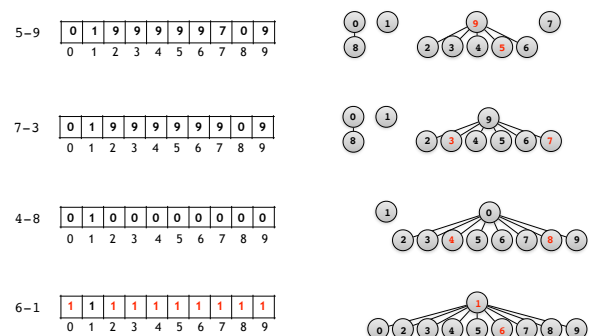 5-9 0 1 9 9 9 9 9 7 0 9
0 1 2 3 4 5 6 7 8 9
0 1 9 7
8 2 3 4 5 6
7-3 0 1 9 9 9 9 9 9 0 9
0 1 2 3 4 5 6 7 8 9
0 1 9
8 2 3 4 5 6 7
4-8 0 1 0 0 0 0 0 0 0 0
0 1 2 3 4 5 6 7 8 9
1 0
2 3 4 5 6 7 8 9
6-1 1 1 1 1 1 1 1 1 1 1
0 1 2 3 4 5 6 7 8 9
1
0 2 3 4 5 6 7 8 9